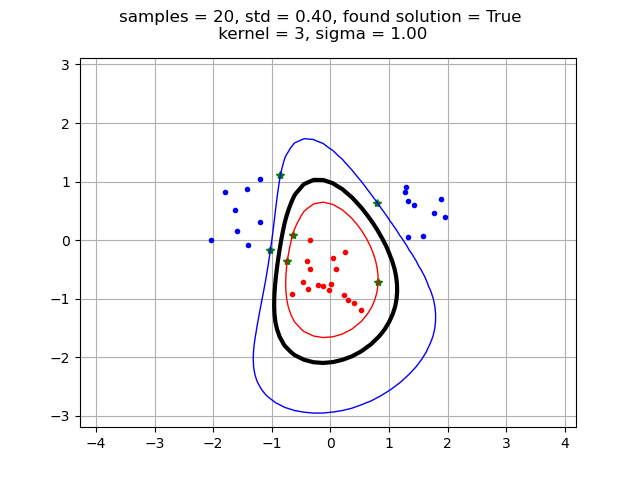 samples = 20, std = 0.40, found solution = True
kernel = 3, sigma = 1.00
3
2
1
0
−1
−2
−3
−4 −3 −2 −1 0 1 2 3 4